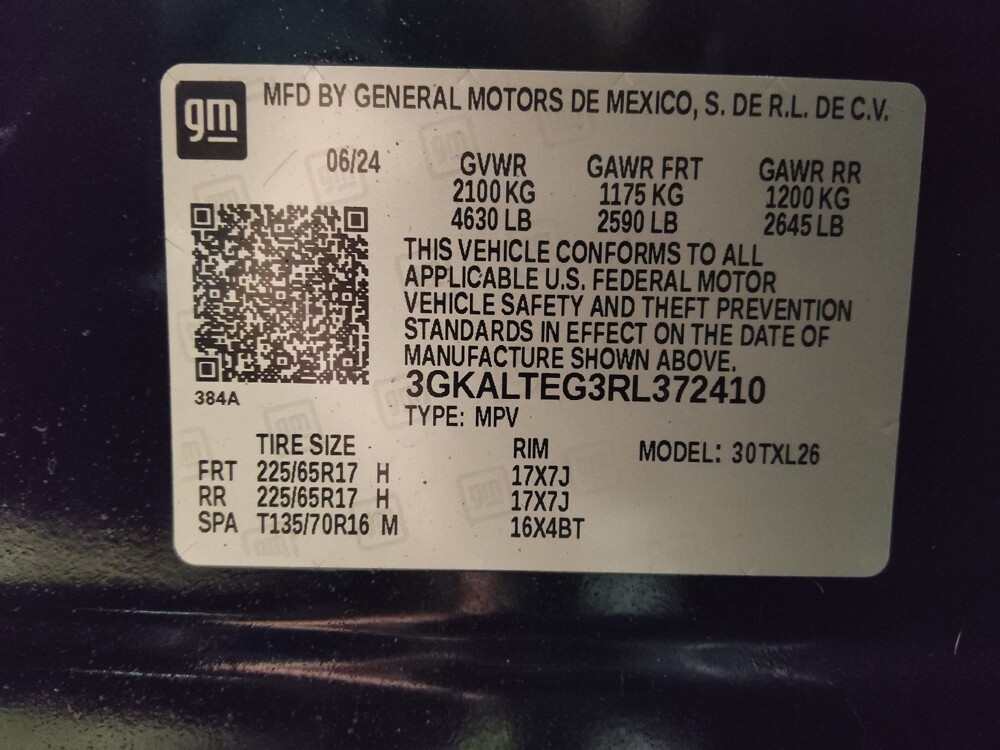 gm MFD BY GENERAL MOTORS DE MEXICO, S. DE R.L. DE C.V.
06/24 GVWR GAWR FRT GAWR RR
2100 KG 1175 KG 1200 KG
4630 LB 2590 LB 2645 LB
THIS VEHICLE CONFORMS TO ALL
APPLICABLE U.S. FEDERAL MOTOR
VEHICLE SAFETY AND THEFT PREVENTION
STANDARDS IN EFFECT ON THE DATE OF
MANUFACTURE SHOWN ABOVE.
3GKALTEG3RL372410
384A
TYPE: MPV
TIRE SIZE RIM MODEL: 30TXL26
FRT 225/65R17 H 17X7J
RR 225/65R17 H 17X7J
SPA T135/70R16 M 16X4BT